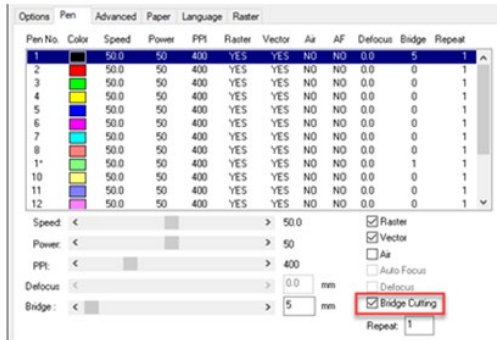 Options Pen Advanced Paper Language Raster
Pen No. Color Speed Power PPI Raster Vector Air AF Defocus Bridge Repeat
1 50.0 50 400 YES YES NO NO 0.0 5 1
2 50.0 50 400 YES YES NO NO 0.0 0 1
3 50.0 50 400 YES YES NO NO 0.0 0 1
4 50.0 50 400 YES YES NO NO 0.0 0 1
5 50.0 50 400 YES YES NO NO 0.0 0 1
6 50.0 50 400 YES YES NO NO 0.0 0 1
7 50.0 50 400 YES YES NO NO 0.0 0 1
8 50.0 50 400 YES YES NO NO 0.0 0 1
1* 50.0 50 400 YES YES NO NO 0.0 1 1
10 50.0 50 400 YES YES NO NO 0.0 0 1
11 50.0 50 400 YES YES NO NO 0.0 0 1
12 50.0 50 400 YES YES NO NO 0.0 0 1
Speed: 50.0 Raster
Power: 50 Vector
Air
PPI: 400 Auto Focus
Defocus 0.0 mm Defocus
Bridge : 5 mm Bridge Cutting
Repeat: 1